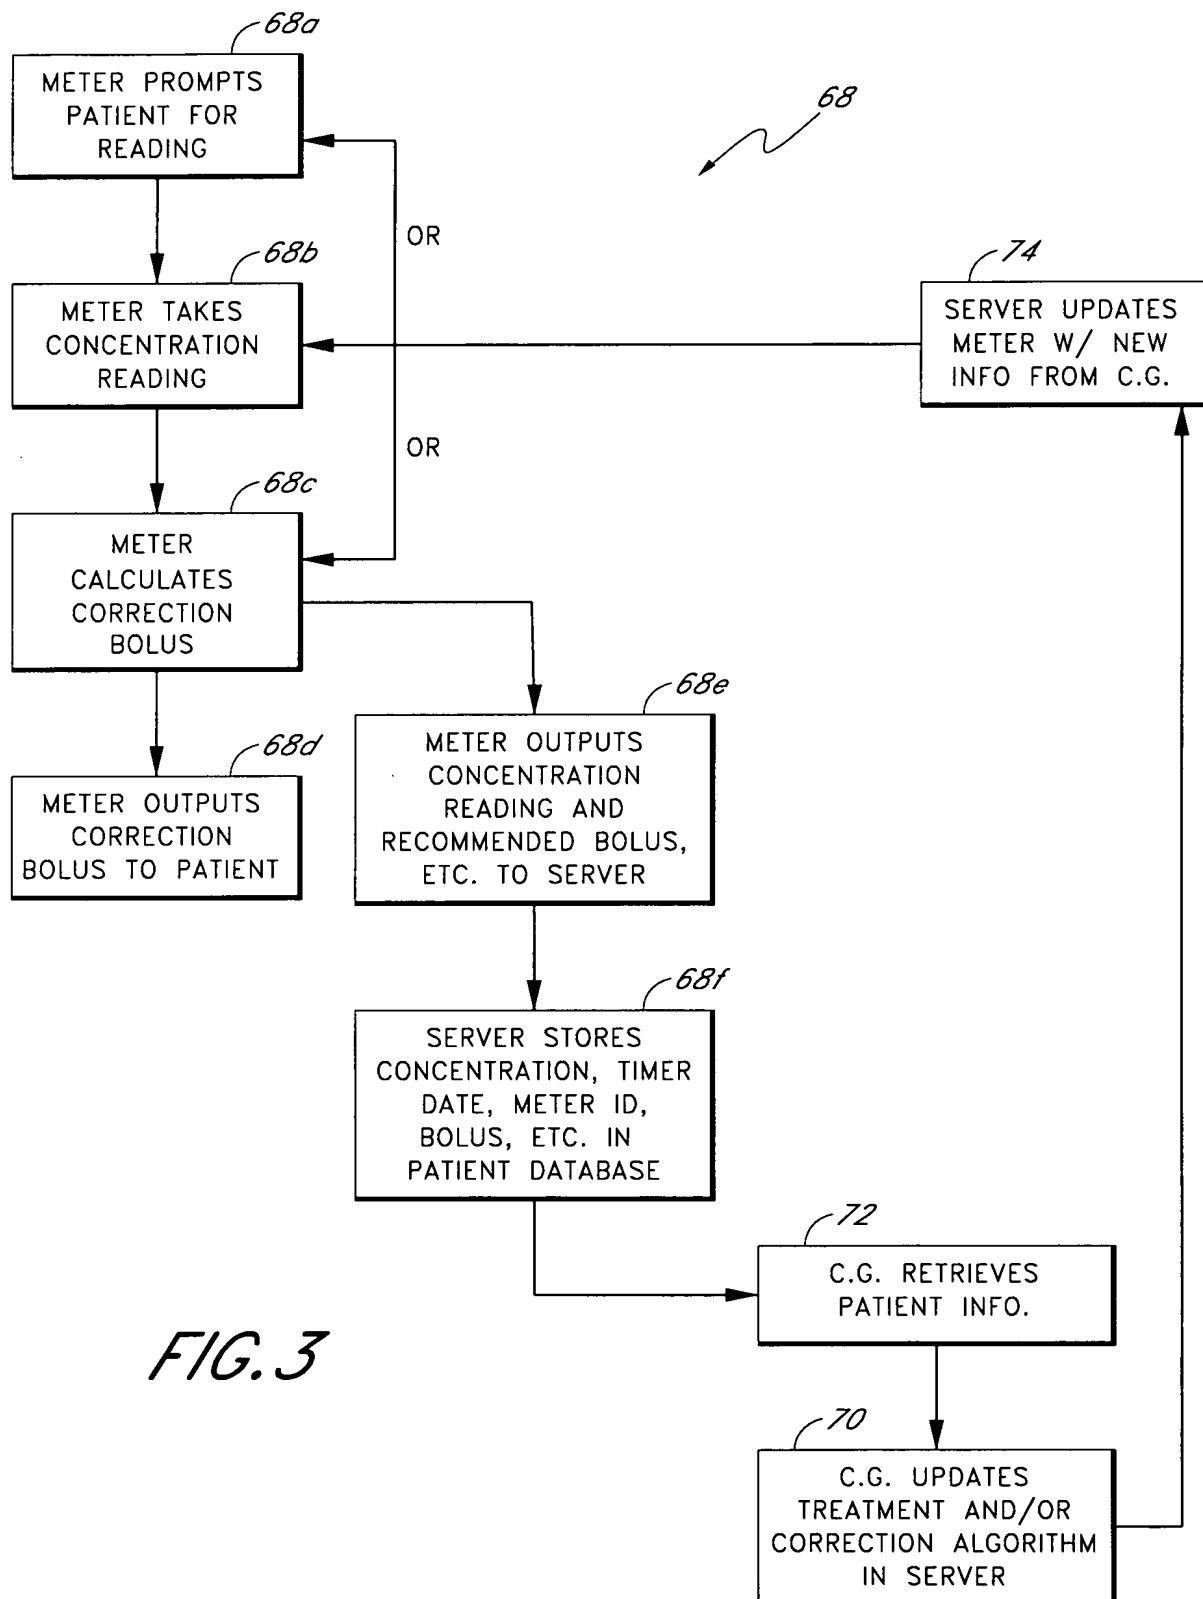 68a
METER PROMPTS
PATIENT FOR
READING
68
OR
68b
METER TAKES
CONCENTRATION
READING
74
SERVER UPDATES
METER W/ NEW
INFO FROM C.G.
OR
68c
METER
CALCULATES
CORRECTION
BOLUS
68d
METER OUTPUTS
CORRECTION
BOLUS TO PATIENT
68e
METER OUTPUTS
CONCENTRATION
READING AND
RECOMMENDED BOLUS,
ETC. TO SERVER
68f
SERVER STORES
CONCENTRATION, TIMER
DATE, METER ID,
BOLUS, ETC. IN
PATIENT DATABASE
72
C.G. RETRIEVES
PATIENT INFO.
70
C.G. UPDATES
TREATMENT AND/OR
CORRECTION ALGORITHM
IN SERVER
FIG. 3